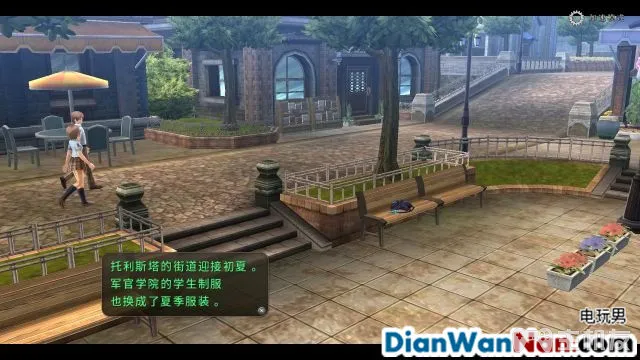 托利斯塔的街道迎接初夏。
军官学院的学生制服
也换成了夏季服装。
电玩男
DianWanNan.com